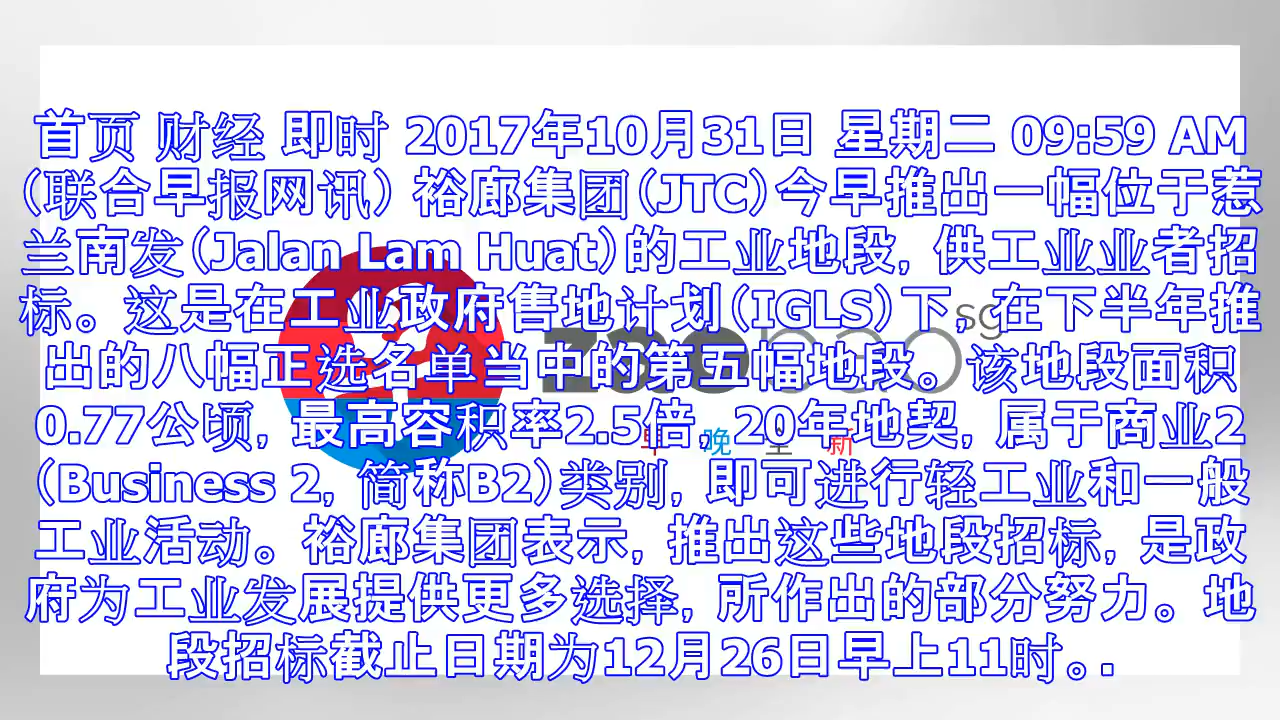 首页 财经 即时 2017年10月31日 星期二 09:59 AM
（联合早报网讯）裕廊集团（JTC）今早推出一幅位于惹
兰南发（Jalan Lam Huat）的工业地段，供工业业者招
标。这是在工业政府售地计划（IGLS）下，在下半年推
出的八幅正选名单当中的第五幅地段。该地段面积
0.77公顷，最高容积率2.5倍，20年地契，属于商业2
（Business 2，简称B2）类别，即可进行轻工业和一般
工业活动。裕廊集团表示，推出这些地段招标，是政
府为工业发展提供更多选择，所作出的部分努力。地
段招标截止日期为12月26日早上11时。.
zaobao sg
早 晚 全 新